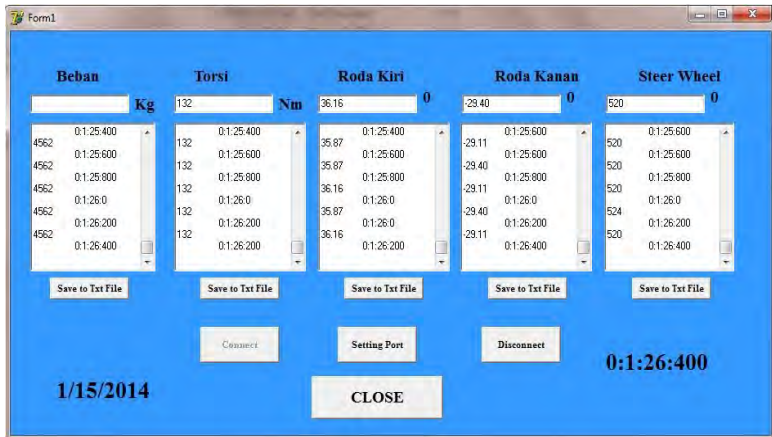 Form1
Beban Torsi Roda Kiri Roda Kanan Steer Wheel
Kg 132 Nm 36.16 0 -29.40 0 520 0
0:1:25:400 0:1:25:400 0:1:25:400 0:1:25:600 0:1:25:600
4562 132 35.87 -29.11 520
0:1:25:600 0:1:25:600 0:1:25:600 0:1:25:600 0:1:25:600
4562 132 35.87 -29.40 520
0:1:25:800 0:1:25:800 0:1:25:800 0:1:25:800 0:1:25:800
4562 132 36.16 -29.11 520
0:1:26:0 0:1:26:0 0:1:26:0 0:1:26:0 0:1:26:0
4562 132 35.87 -29.40 524
0:1:26:200 0:1:26:200 0:1:26:0 0:1:26:200 0:1:26:200
4562 132 36.16 -29.11 520
0:1:26:400 0:1:26:200 0:1:26:200 0:1:26:400 0:1:26:400
Save to Txt File Save to Txt File Save to Txt File Save to Txt File Save to Txt File
Connect Setting Port Disconnect
0:1:26:400
1/15/2014
CLOSE